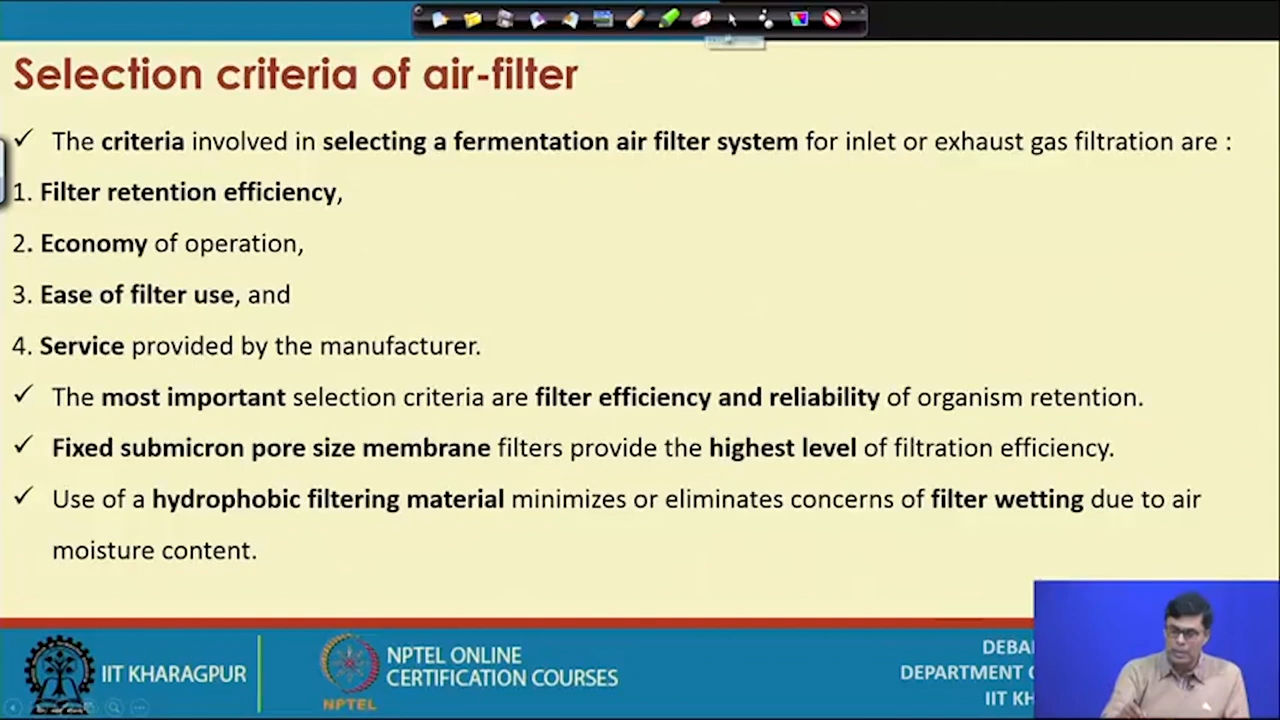 Selection criteria of air-filter
✓ The criteria involved in selecting a fermentation air filter system for inlet or exhaust gas filtration are :
1. Filter retention efficiency,
2. Economy of operation,
3. Ease of filter use, and
4. Service provided by the manufacturer.
✓ The most important selection criteria are filter efficiency and reliability of organism retention.
✓ Fixed submicron pore size membrane filters provide the highest level of filtration efficiency.
✓ Use of a hydrophobic filtering material minimizes or eliminates concerns of filter wetting due to air
moisture content.
IIT KHARAGPUR
NPTEL
NPTEL ONLINE
CERTIFICATION COURSES
DEBA
DEPARTMENT
IIT KH